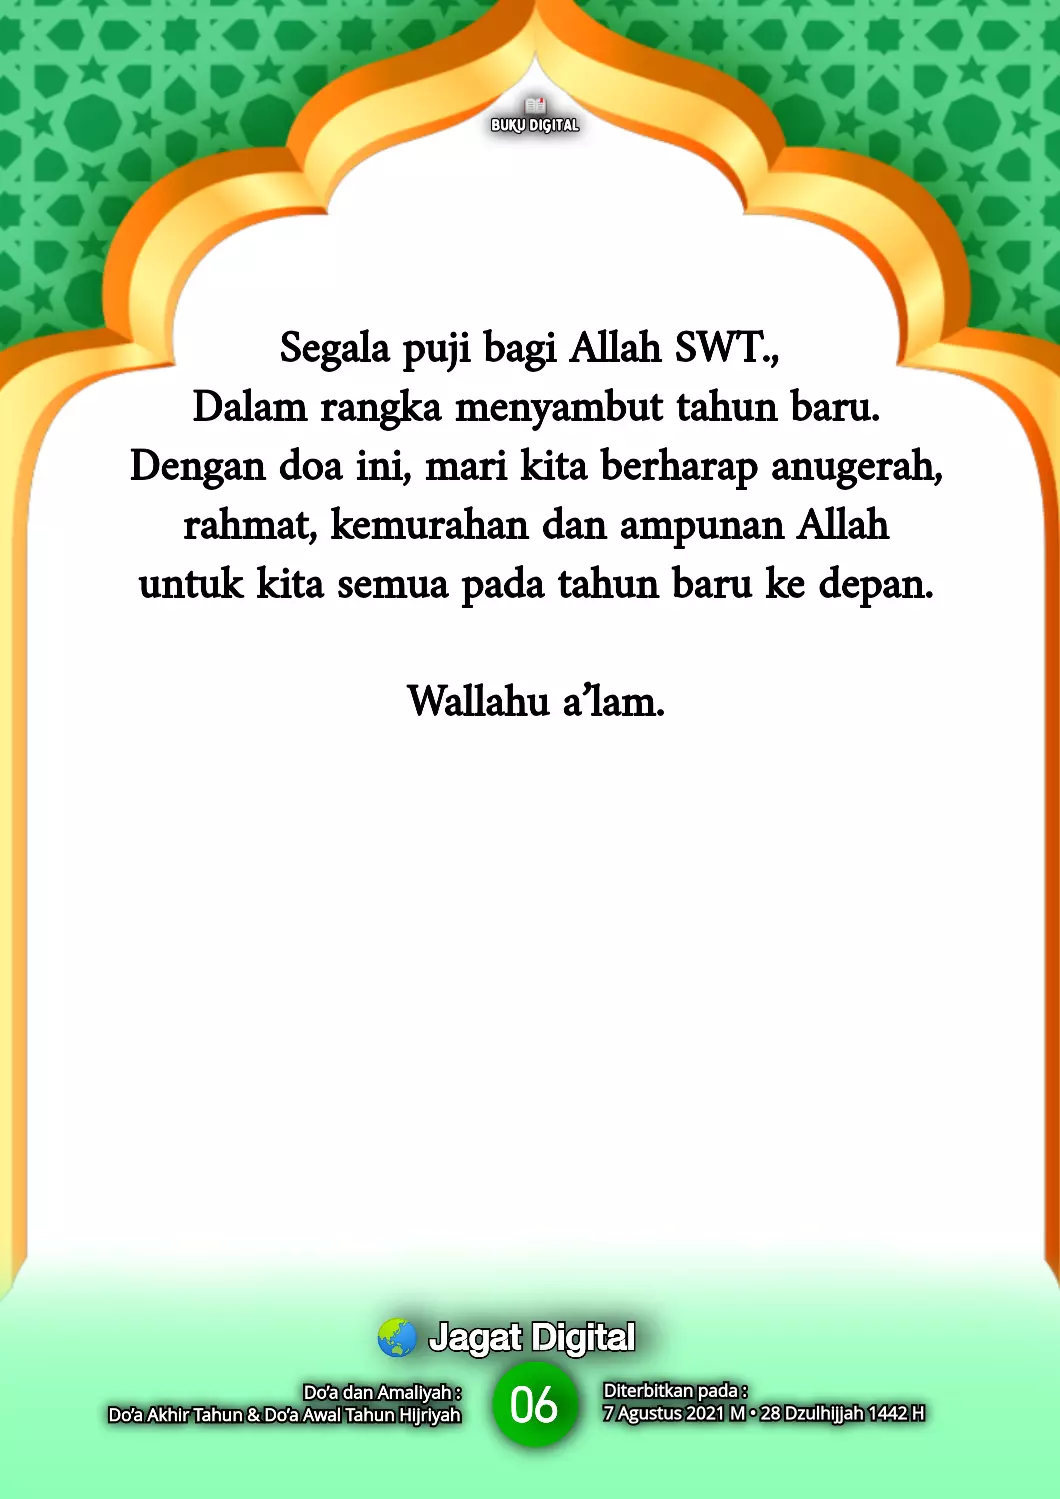 BUKU DIGITAL
Segala puji bagi Allah SWT.,
Dalam rangka menyambut tahun baru.
Dengan doa ini, mari kita berharap anugerah,
rahmat, kemurahan dan ampunan Allah
untuk kita semua pada tahun baru ke depan.
Wallahu a’lam.
Jagat Digital
Do’a dan Amaliyah :
Do’a Akhir Tahun & Do’a Awal Tahun Hijriyah
06
Diterbitkan pada :
7 Agustus 2021 M • 28 Dzulhijjah 1442 H